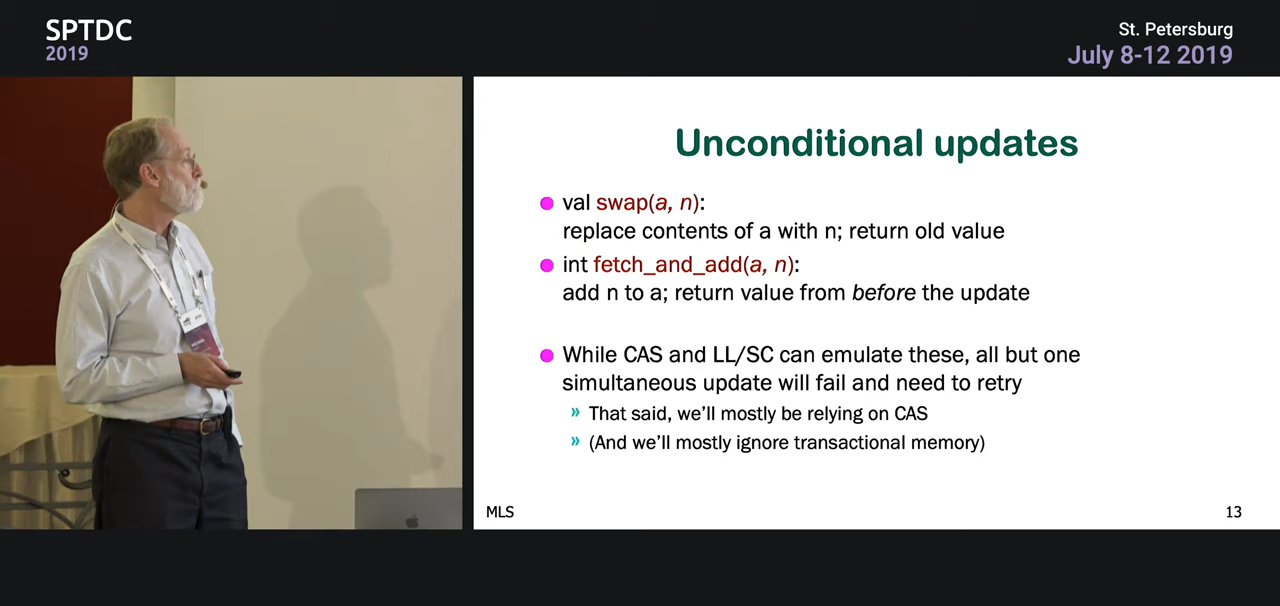 SPTDC
2019
St. Petersburg
July 8-12 2019
Unconditional updates
val swap(a, n):
replace contents of a with n; return old value
int fetch_and_add(a, n):
add n to a; return value from before the update
While CAS and LL/SC can emulate these, all but one
simultaneous update will fail and need to retry
» That said, we'll mostly be relying on CAS
» (And we'll mostly ignore transactional memory)
MLS
13